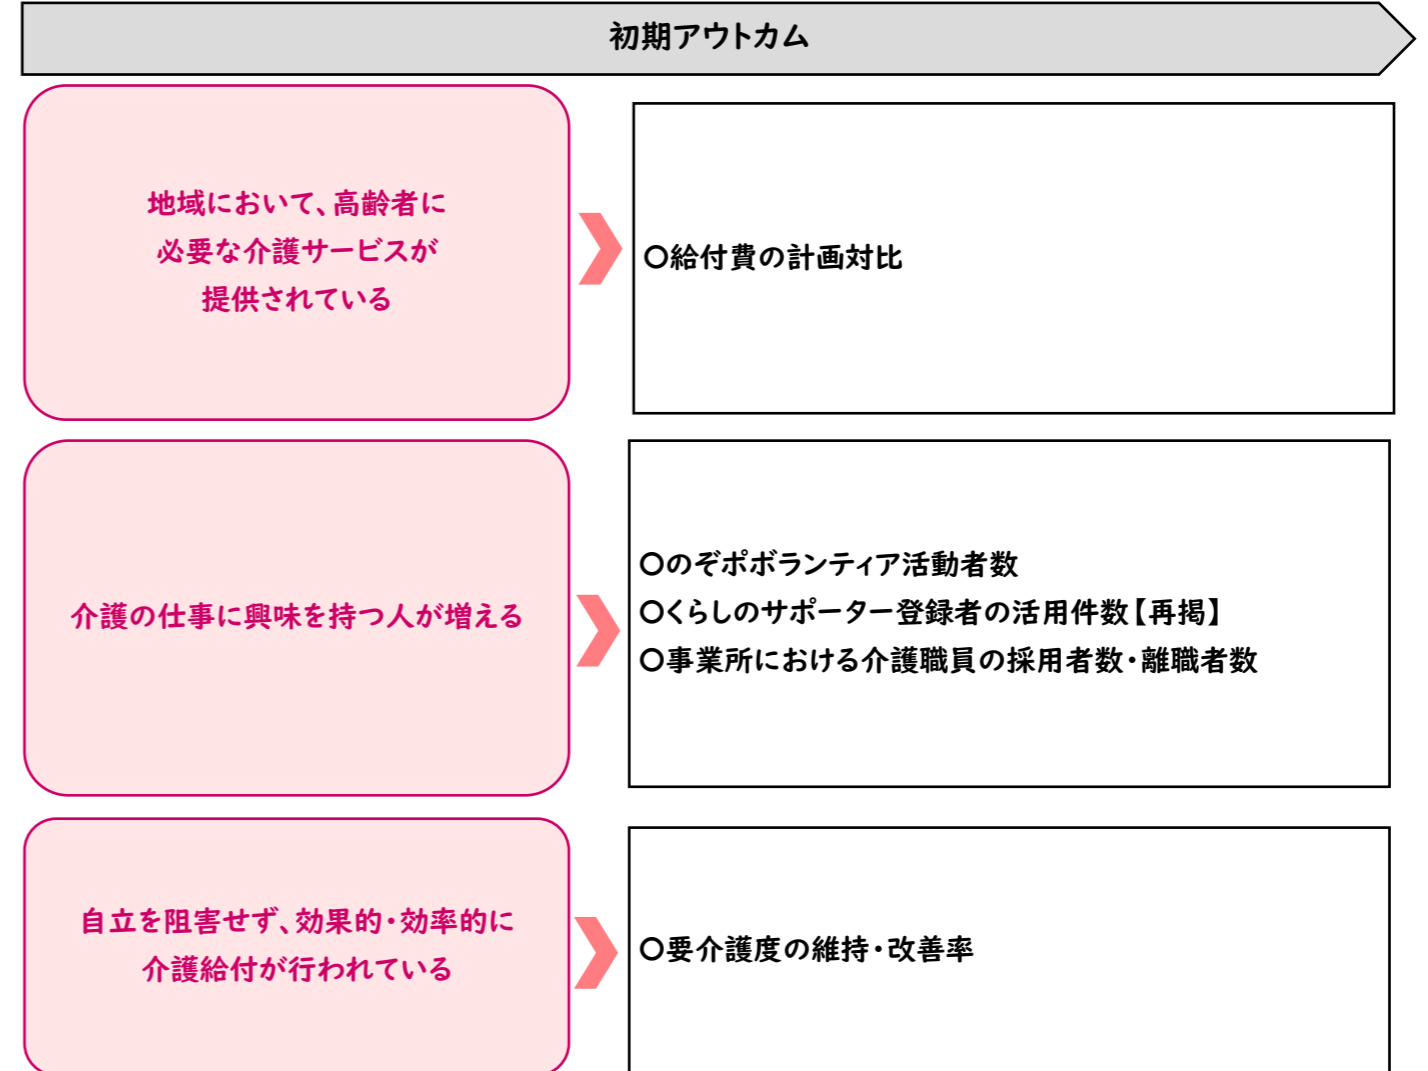 初期アウトカム
地域において、高齢者に
必要な介護サービスが
提供されている
〇給付費の計画対比
介護の仕事に興味を持つ人が増える
〇のぞポボランティア活動者数
〇くらしのサポーター登録者の活用件数【再掲】
〇事業所における介護職員の採用者数・離職者数
自立を阻害せず、効果的・効率的に
介護給付が行われている
〇要介護度の維持・改善率